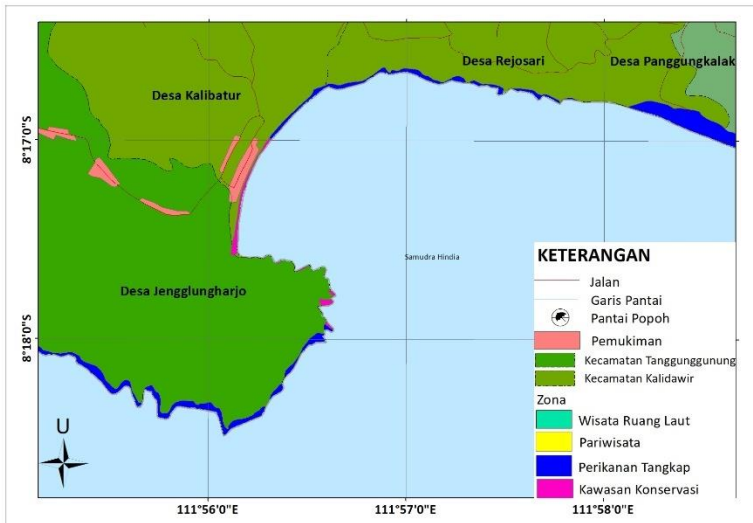 Desa Rejosari
Desa Panggungkalak
Desa Kalibatur
8°17'0"S
Samudra Hindia
Desa Jengglungharjo
8°18'0"S
U
KETERANGAN
Jalan
Garis Pantai
Pantai Popoh
Pemukiman
Kecamatan Tanggunggunung
Kecamatan Kalidawir
Zona
Wisata Ruang Laut
Pariwisata
Perikanan Tangkap
Kawasan Konservasi
111°56'0"E
111°57'0"E
111°58'0"E